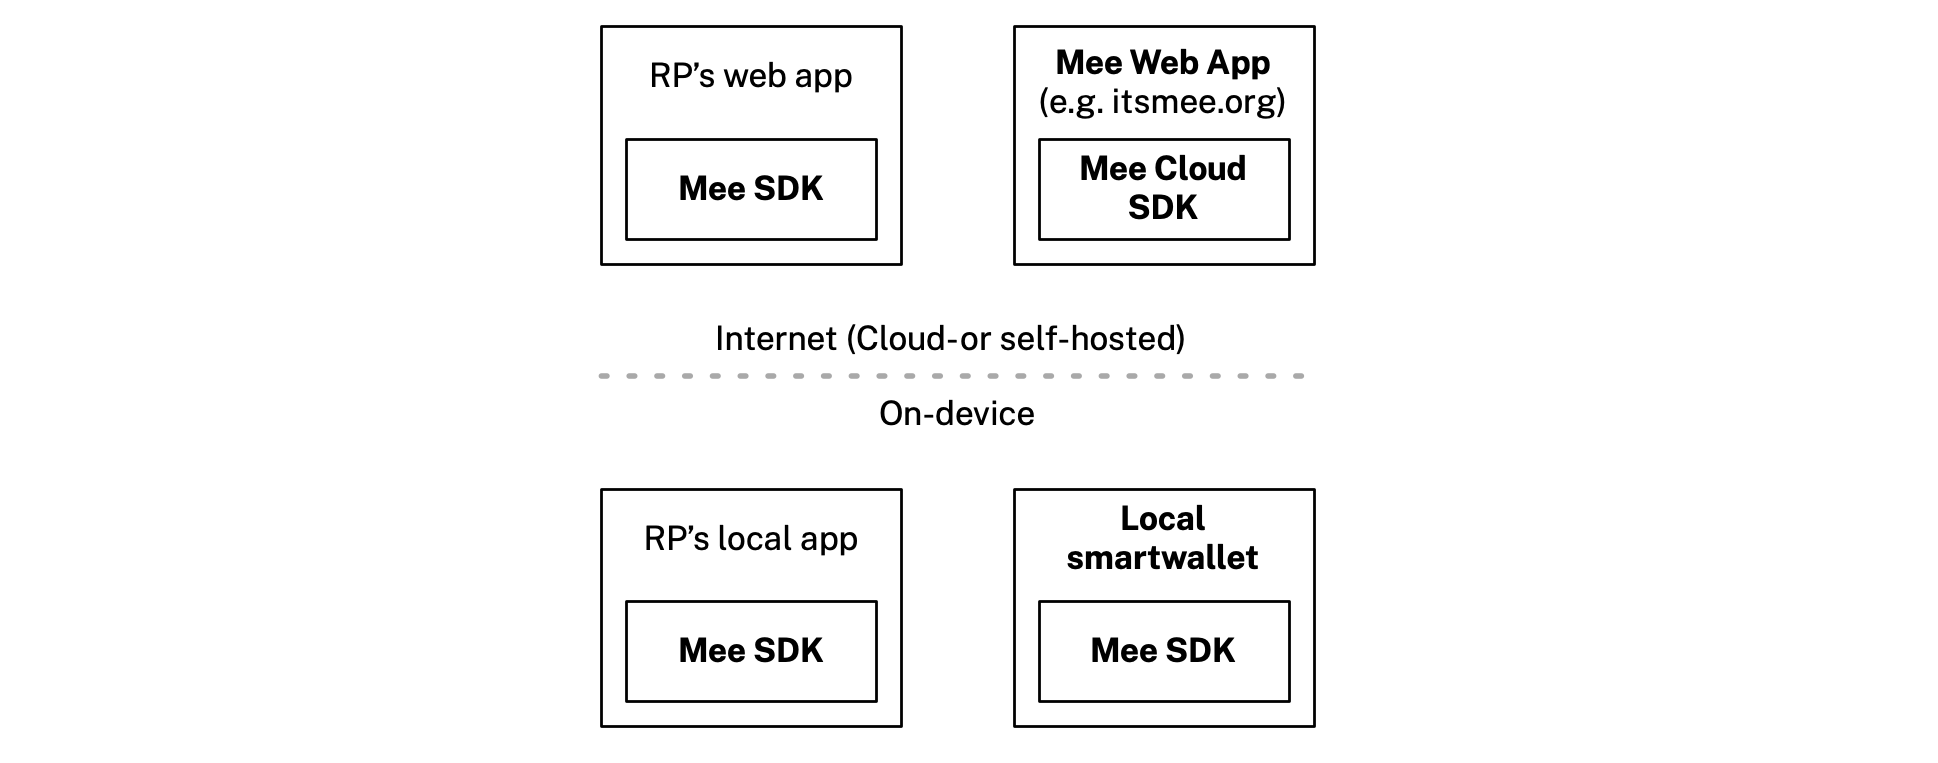 RP’s web app
Mee SDK
Mee Web App
(e.g. itsmee.org)
Mee Cloud
SDK
Internet (Cloud-or self-hosted)
On-device
RP’s local app
Mee SDK
Local
smartwallet
Mee SDK